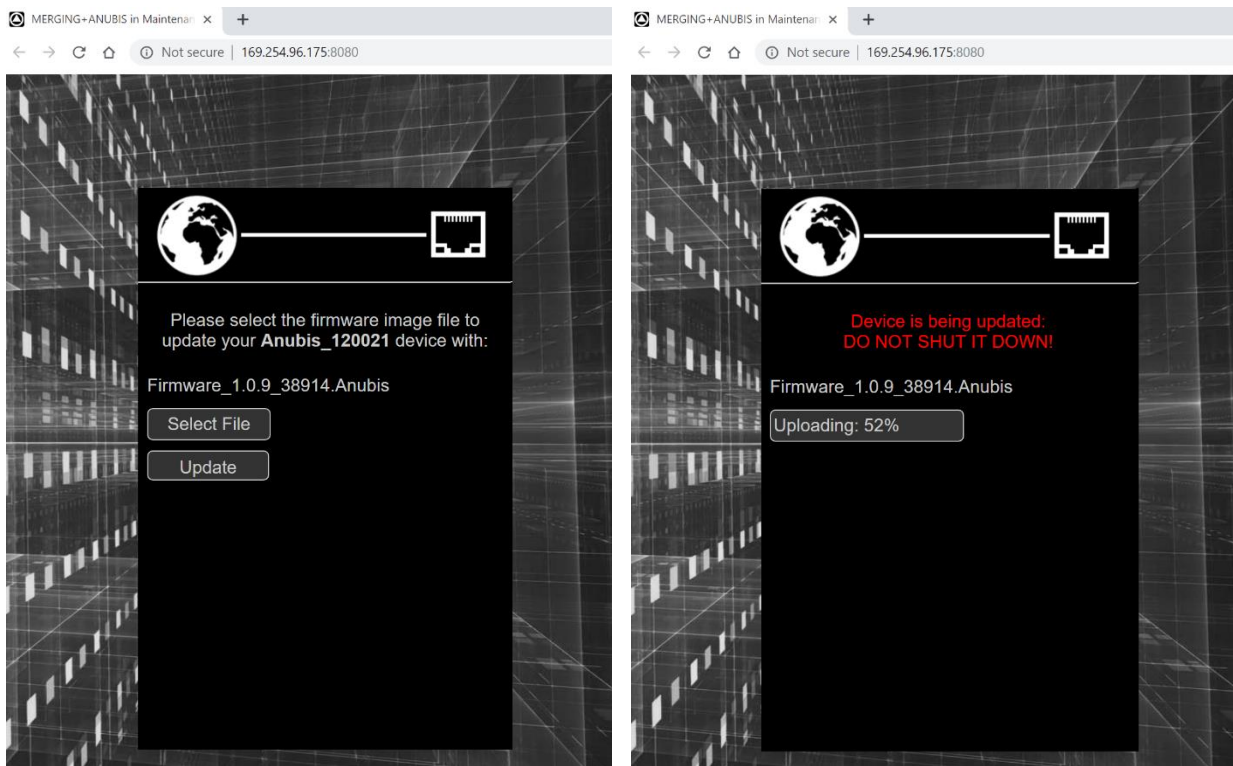 MERGING+ANUBIS in Maintenan
Not secure | 169.254.96.175:8080
Please select the firmware image file to
update your Anubis_120021 device with:
Firmware_1.0.9_38914.Anubis
Select File
Update
MERGING+ANUBIS in Maintenan
Not secure | 169.254.96.175:8080
Device is being updated:
DO NOT SHUT IT DOWN!
Firmware_1.0.9_38914.Anubis
Uploading: 52%